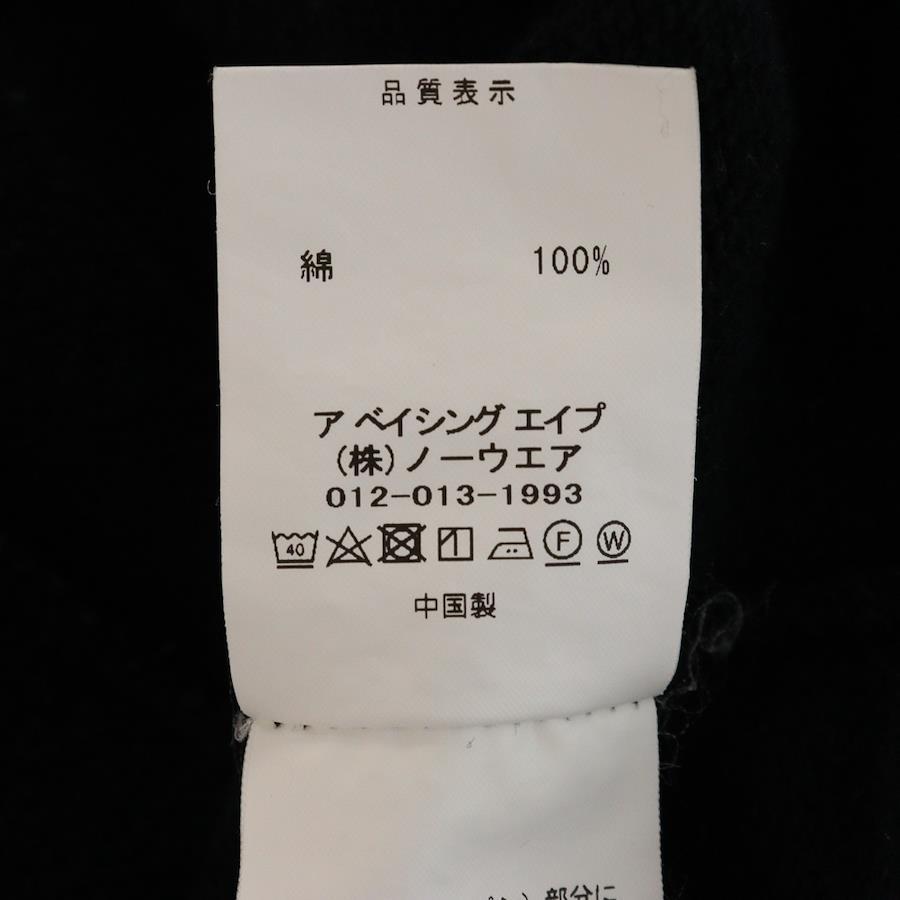 品質表示
綿 100%
ア ベイシング エイプ
(株)ノーウエア
012-013-1993
40 F W
中国製
部分に